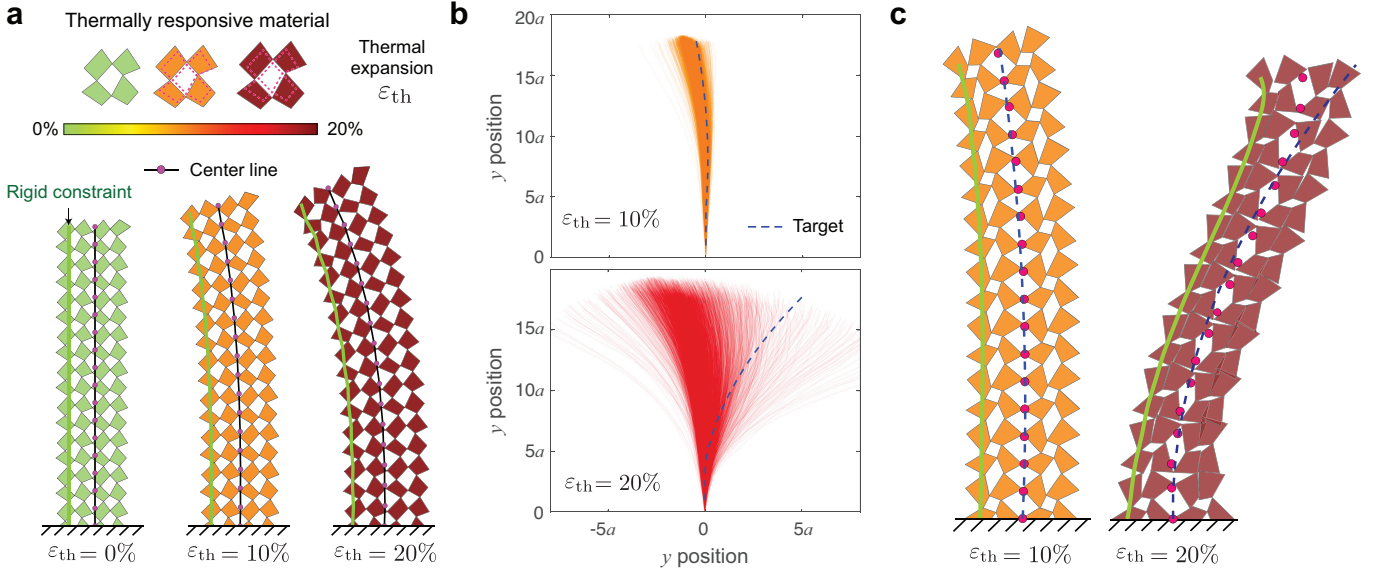 a
Thermally responsive material
Thermal
expansion
εth
0%
20%
Center line
Rigid constraint
εth = 0%
εth = 10%
εth = 20%
b
20a
15a
10a
5a
0
y position
εth = 10%
Target
15a
10a
5a
0
y position
εth = 20%
-5a
0
5a
y position
c
εth = 10%
εth = 20%